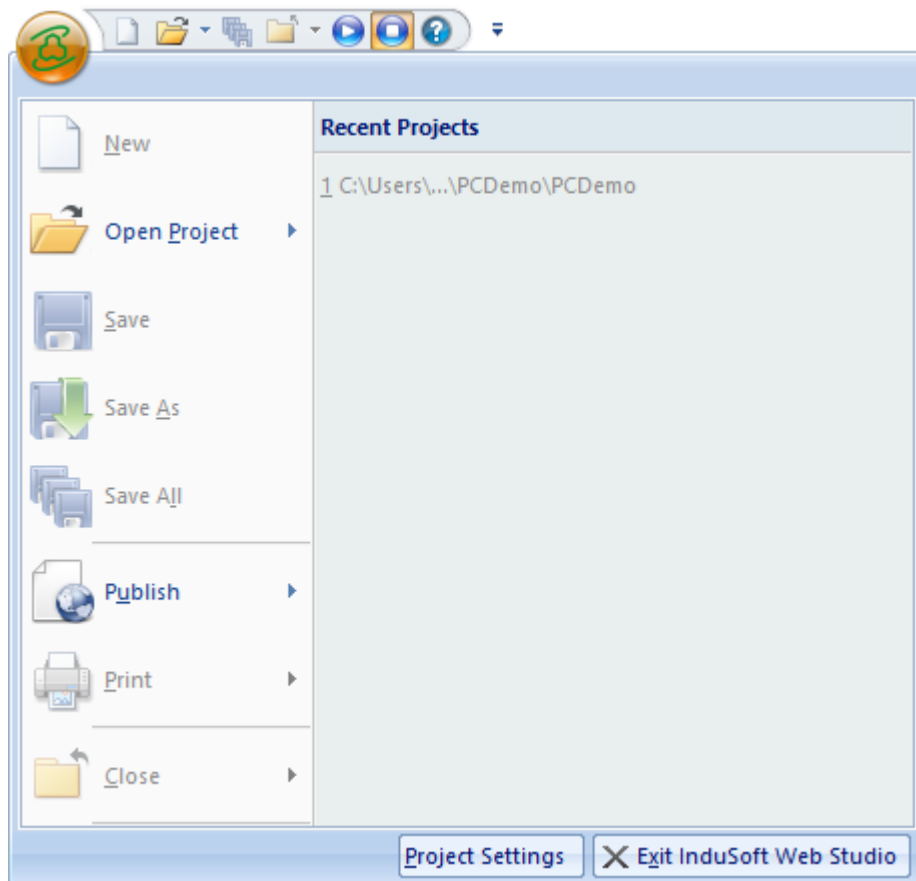 New
Open Project
Save
Save As
Save All
Publish
Print
Close
Recent Projects
1 C:\Users\...\PCDemo\PCDemo
Project Settings
Exit InduSoft Web Studio